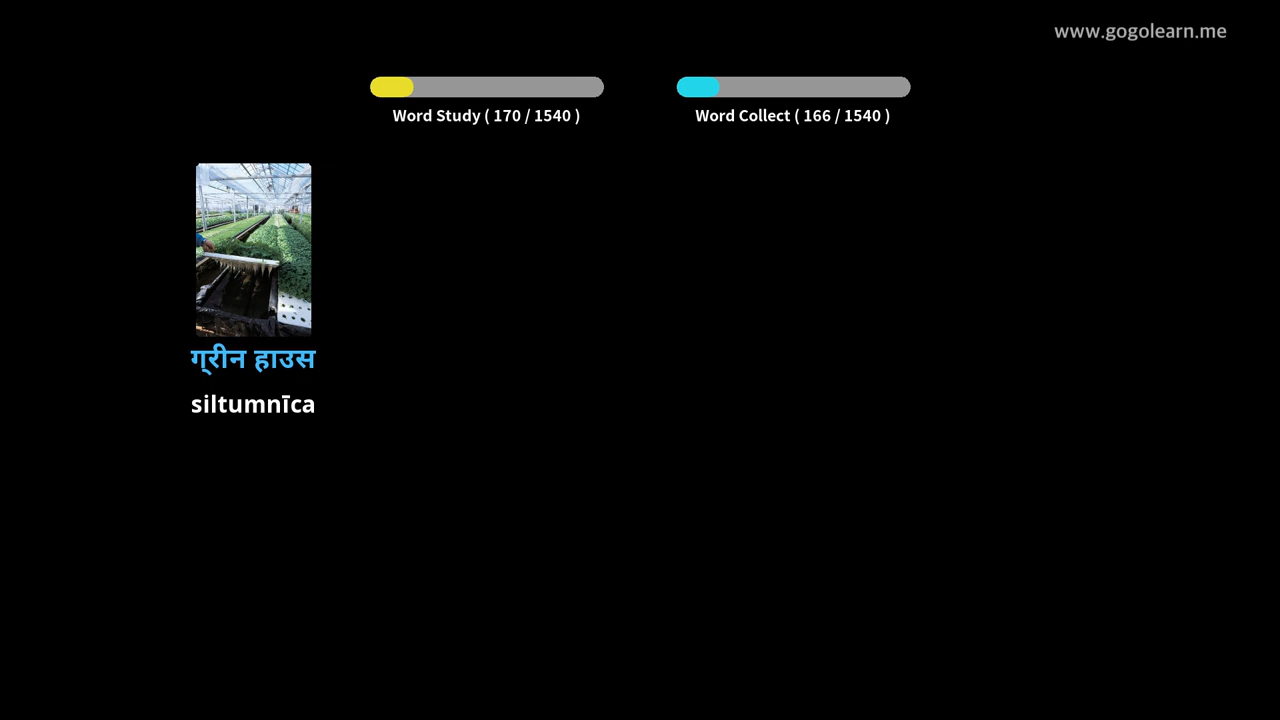 www.gogolearn.me
Word Study ( 170 / 1540 )
Word Collect ( 166 / 1540 )
ग्रीन हाउस
siltumnīca